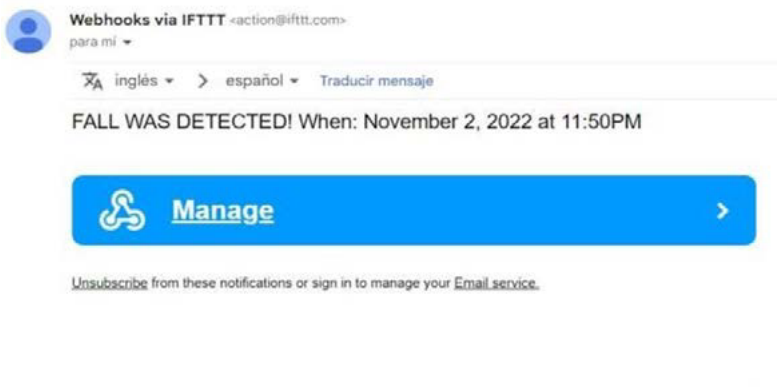 Webhooks via IFTTT <action@ifttt.com>
para mí
inglés > español Traducir mensaje
FALL WAS DETECTED! When: November 2, 2022 at 11:50PM
Manage
Unsubscribe from these notifications or sign in to manage your Email service.